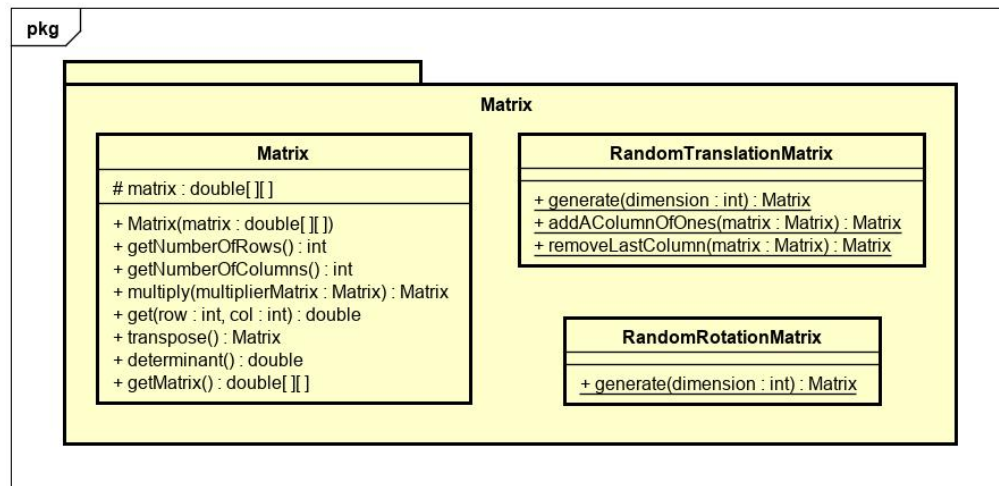 pkg
Matrix
Matrix
# matrix : double[ ][ ]
+ Matrix(matrix : double[ ][ ])
+ getNumberOfRows() : int
+ getNumberOfColumns() : int
+ multiply(multiplierMatrix : Matrix) : Matrix
+ get(row : int, col : int) : double
+ transpose() : Matrix
+ determinant() : double
+ getMatrix() : double[ ][ ]
RandomTranslationMatrix
+ generate(dimension : int) : Matrix
+ addAColumnOfOnes(matrix : Matrix) : Matrix
+ removeLastColumn(matrix : Matrix) : Matrix
RandomRotationMatrix
+ generate(dimension : int) : Matrix